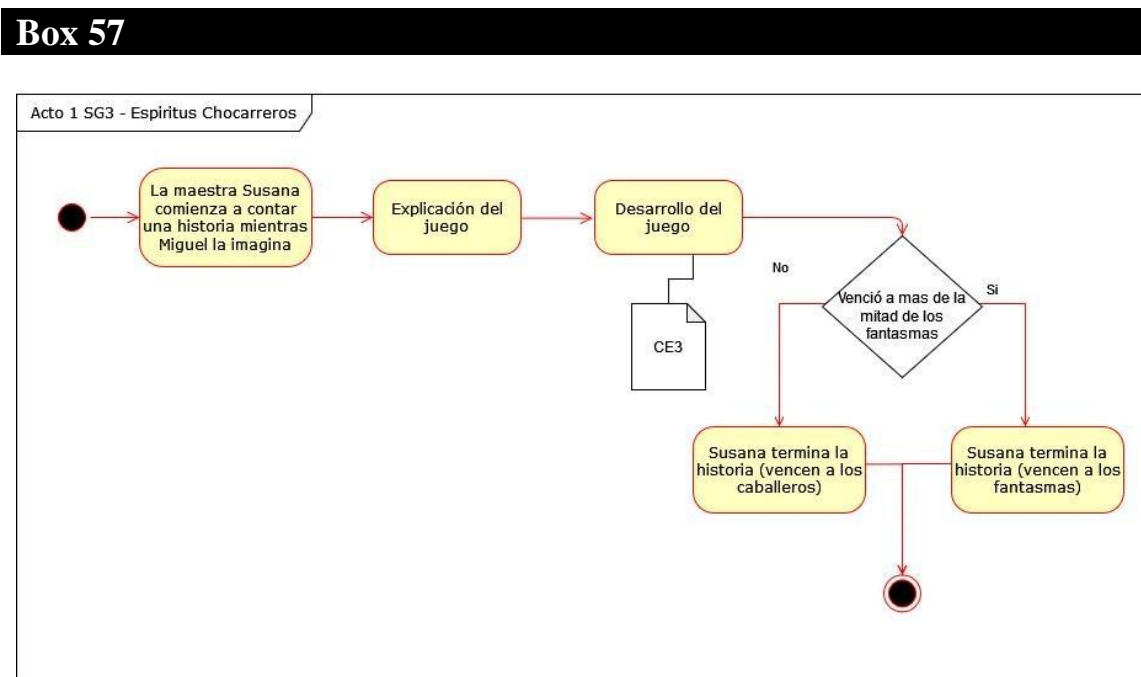 Box 57
Acto 1 SG3 - Espiritus Chocarreros
La maestra Susana
comienza a contar
una historia mientras
Miguel la imagina
Explicación del
juego
Desarrollo del
juego
CE3
No
Venció a mas de la
mitad de los
fantasmas
Si
Susana termina la
historia (vencen a los
caballeros)
Susana termina la
historia (vencen a los
fantasmas)